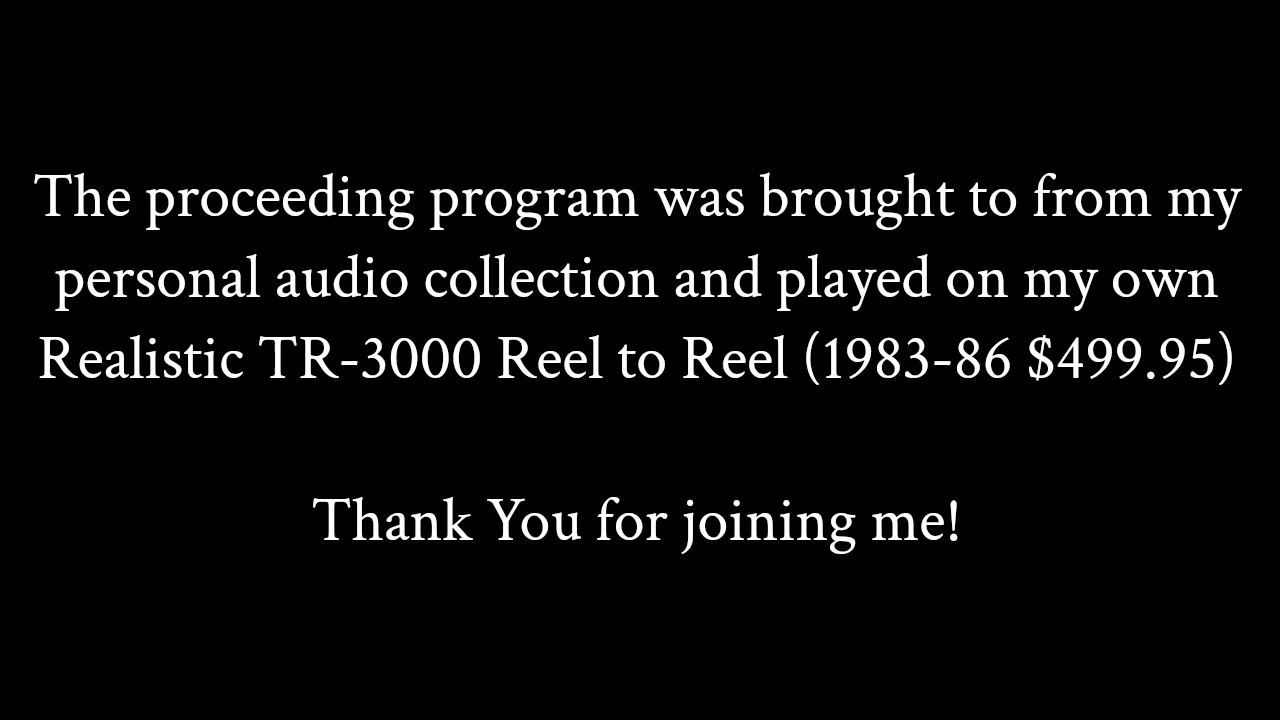 The proceeding program was brought to from my
personal audio collection and played on my own
Realistic TR-3000 Reel to Reel (1983-86 $499.95)
Thank You for joining me!